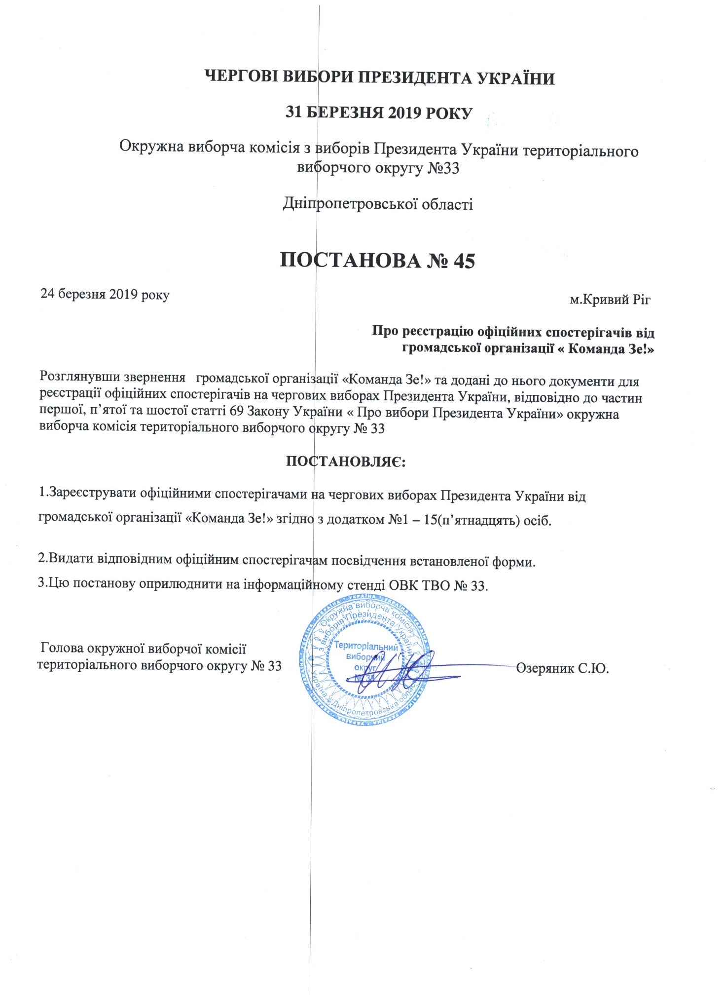 ЧЕРГОВІ ВИБОРИ ПРЕЗИДЕНТА УКРАЇНИ
31 БЕРЕЗНЯ 2019 РОКУ
Окружна виборча комісія з виборів Президента України територіального
виборчого округу №33
Дніпропетровської області
ПОСТАНОВА № 45
24 березня 2019 року
м.Кривий Ріг
Про реєстрацію офіційних спостерігачів від
громадської організації « Команда Зе!»
Розглянувши звернення громадської організації «Команда Зе!» та додані до нього документи для
реєстрації офіційних спостерігачів на чергових виборах Президента України, відповідно до частин
першої, п’ятої та шостої статті 69 Закону України « Про вибори Президента України» окружна
виборча комісія територіального виборчого округу № 33
ПОСТАНОВЛЯЄ:
1.Зареєструвати офіційними спостерігачами на чергових виборах Президента України від
громадської організації «Команда Зе!» згідно з додатком №1 – 15(п’ятнадцять) осіб.
2.Видати відповідним офіційним спостерігачам посвідчення встановленої форми.
3.Цю постанову оприлюднити на інформаційному стенді ОВК ТВО № 33.
Окружна виборча комісія
з виборів Президента України
Територіальний
виборчий
округ
№ 33
Україна Дніпропетровська область
Голова окружної виборчої комісії
територіального виборчого округу № 33
Озеряник С.Ю.